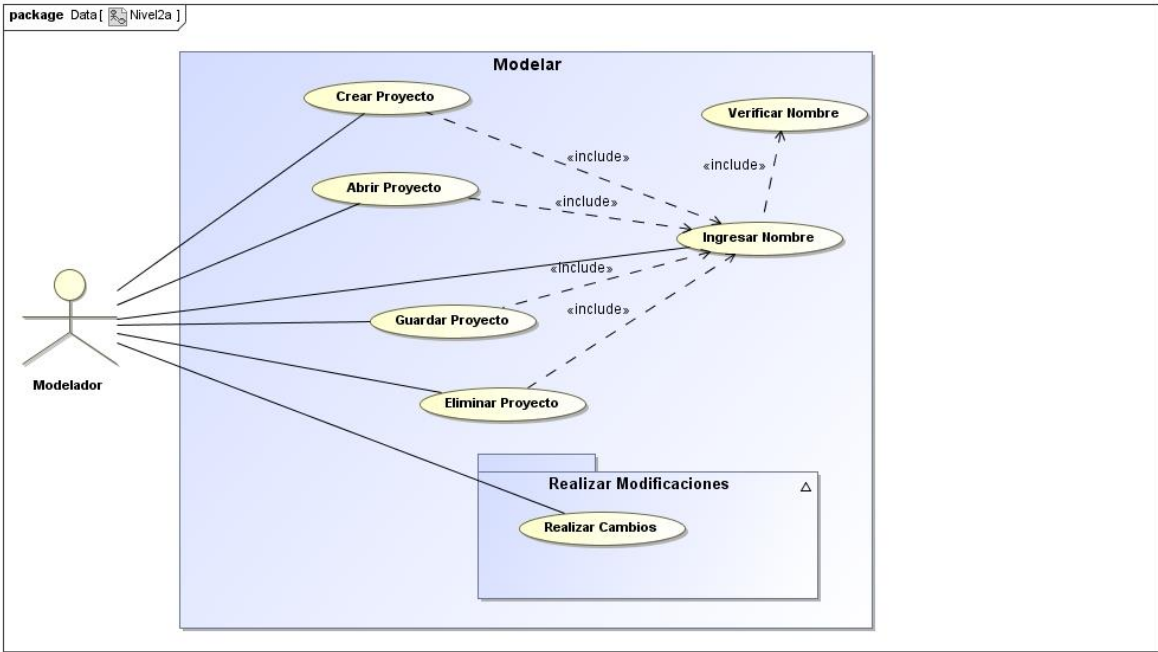 package Data[ Nivel2a ]
Modelar
Crear Proyecto
Verificar Nombre
«include»
«include»
Abrir Proyecto
«include»
Ingresar Nombre
«include»
«include»
Guardar Proyecto
Modelador
Eliminar Proyecto
Realizar Modificaciones
Realizar Cambios